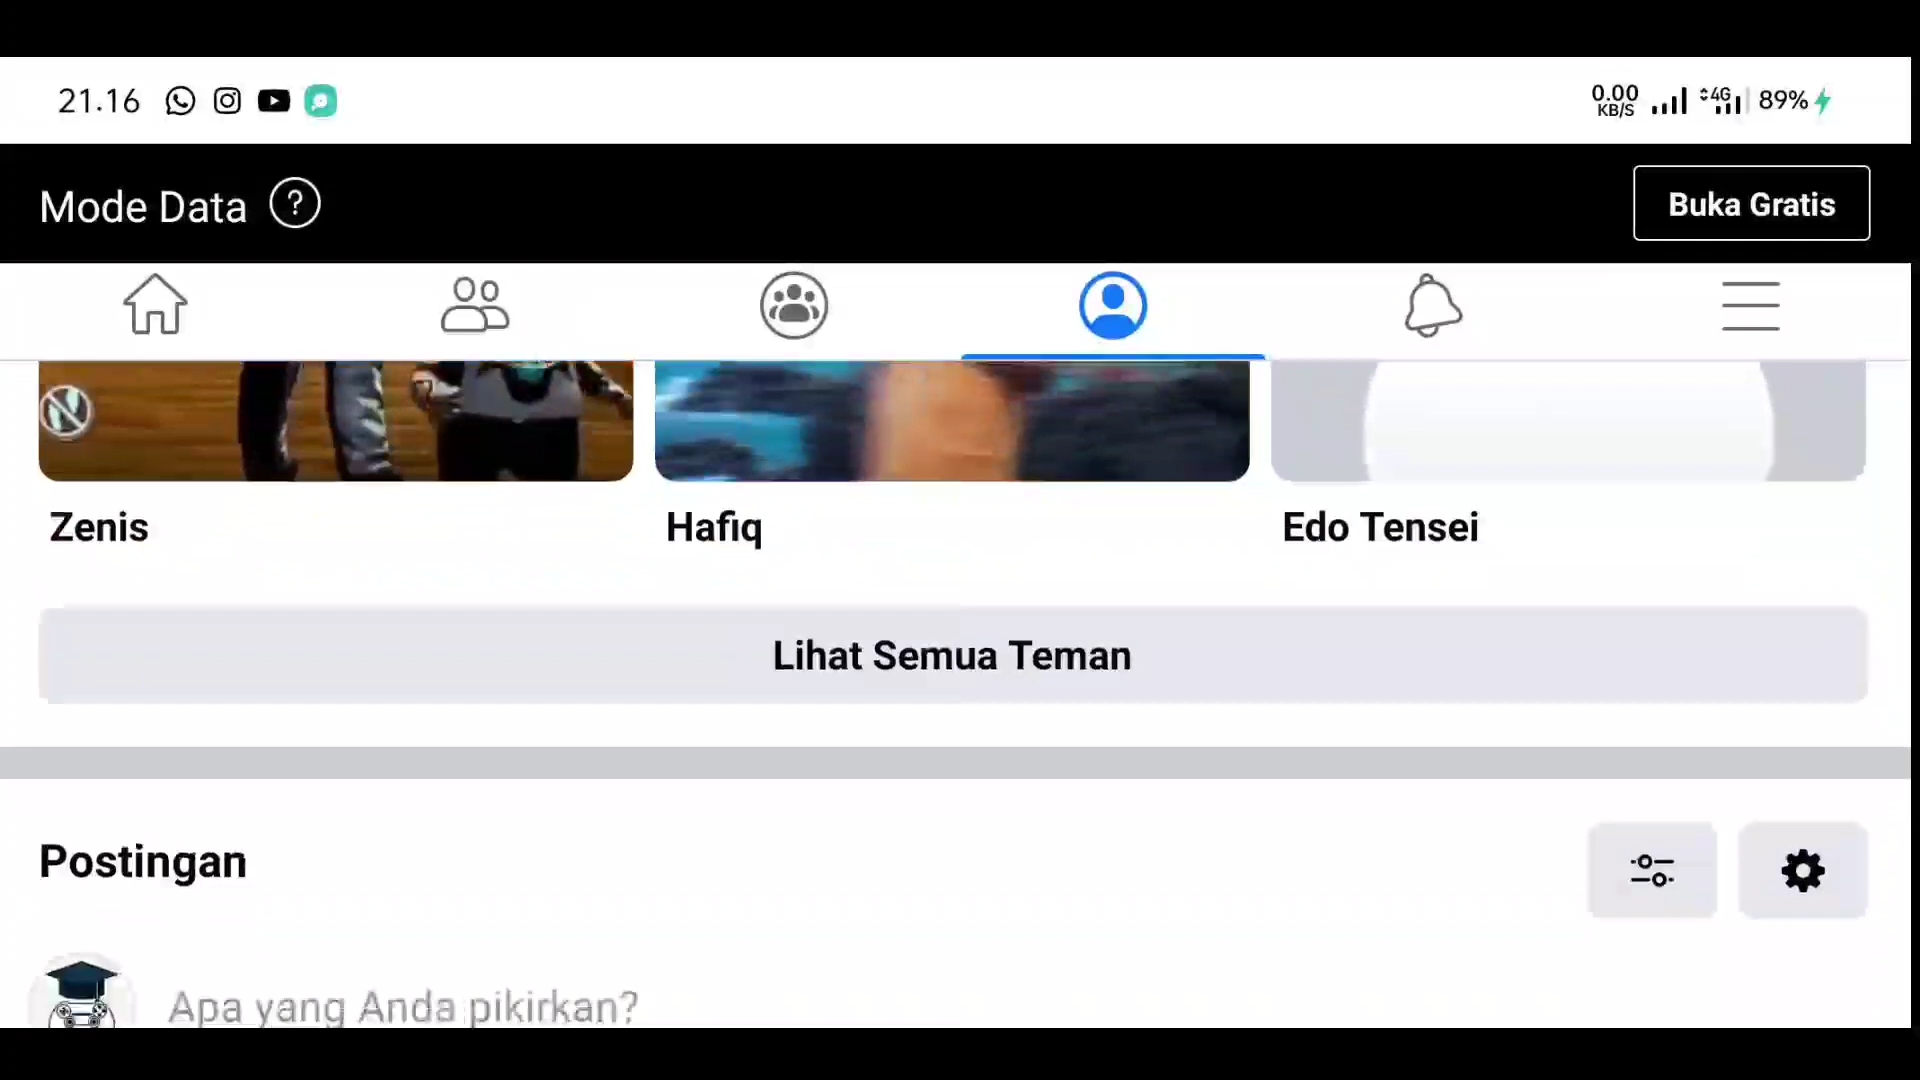 21.16
0.00 KB/S 4G 89%
Mode Data ?
Buka Gratis
Zenis
Hafiq
Edo Tensei
Lihat Semua Teman
Postingan
Apa yang Anda pikirkan?